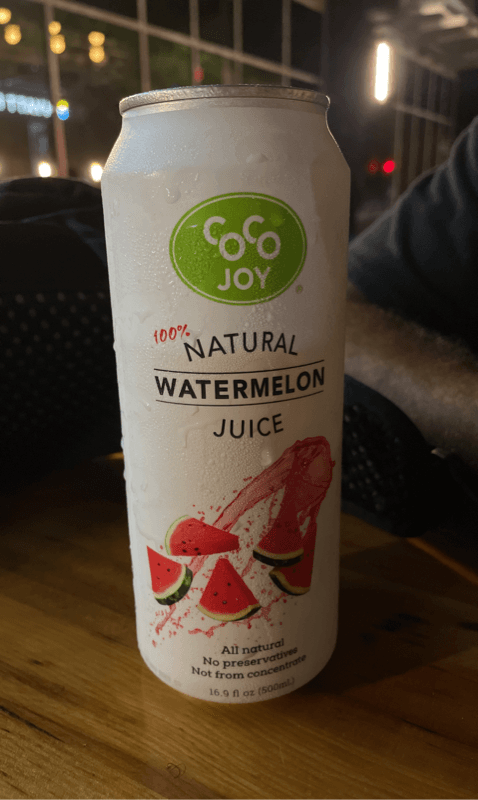 COCO
JOY
100%
NATURAL
WATERMELON
JUICE
All natural
No preservatives
Not from concentrate
16.9 fl oz (500mL)